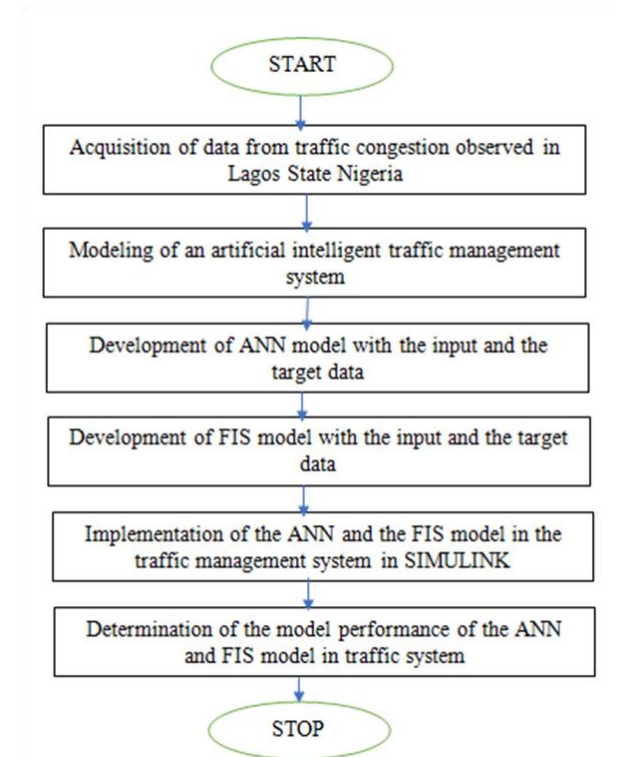 START
Acquisition of data from traffic congestion observed in
Lagos State Nigeria
Modeling of an artificial intelligent traffic management
system
Development of ANN model with the input and the
target data
Development of FIS model with the input and the target
data
Implementation of the ANN and the FIS model in the
traffic management system in SIMULINK
Determination of the model performance of the ANN
and FIS model in traffic system
STOP